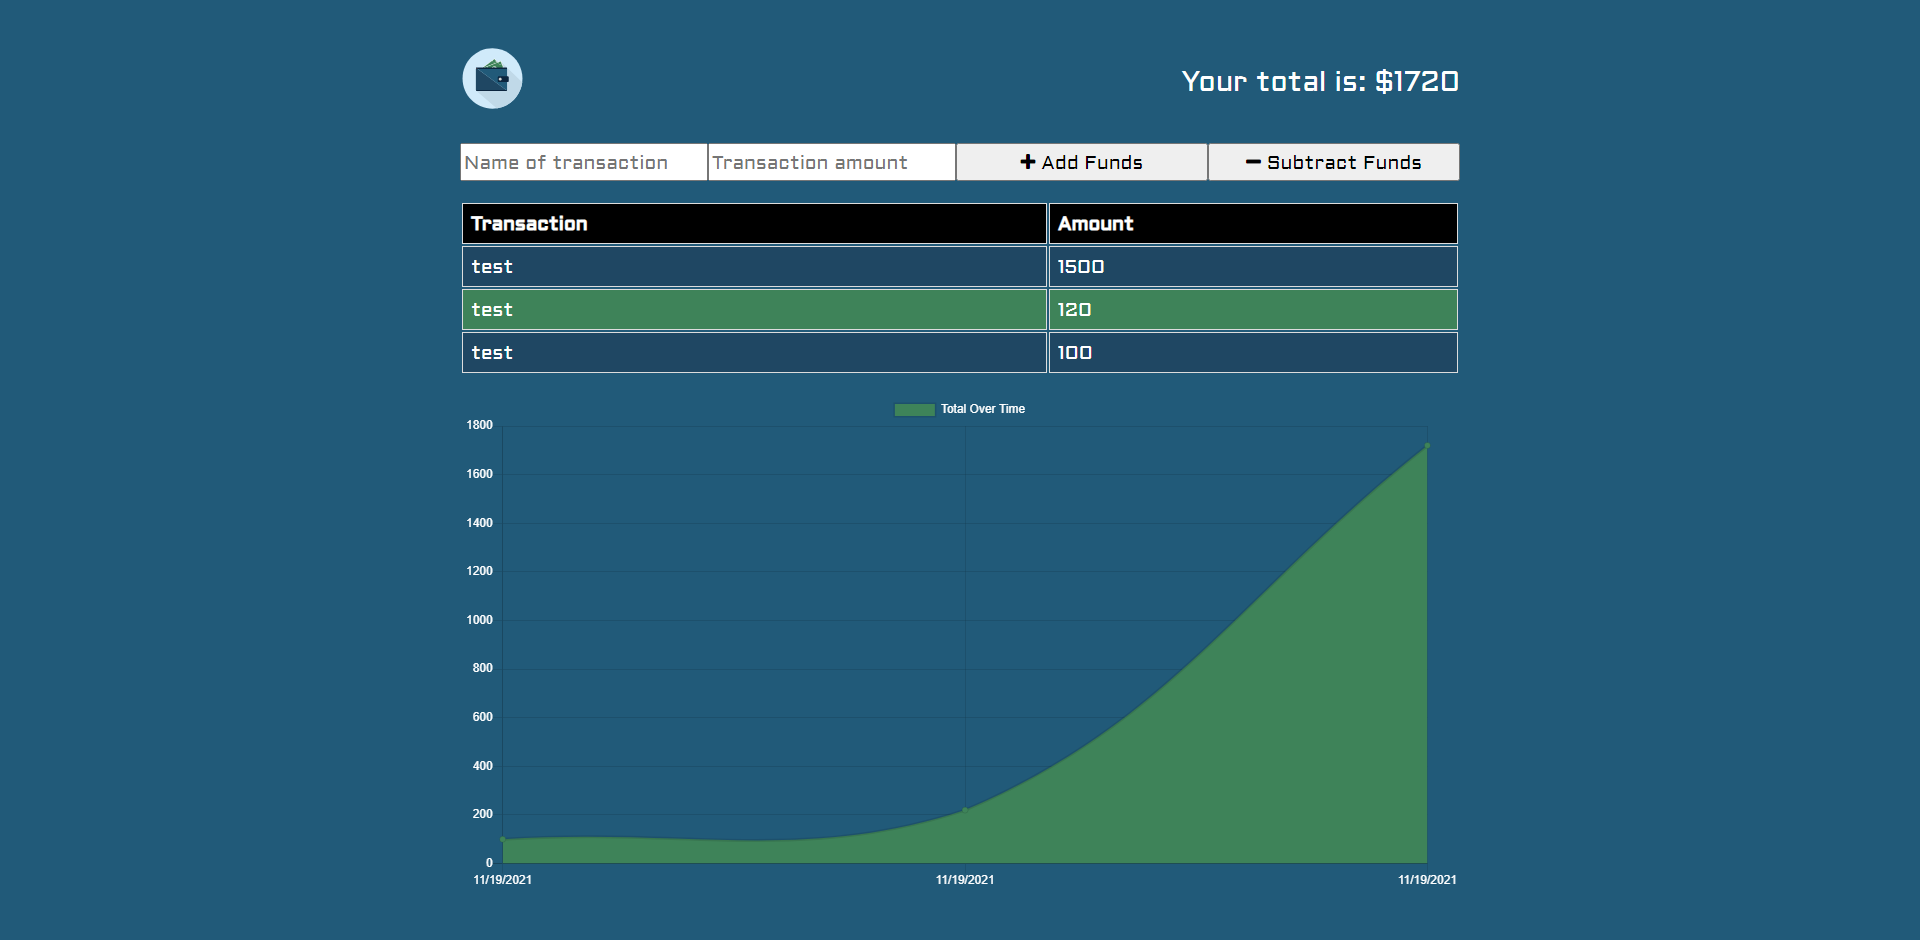 Your total is: $1720
Name of transaction Transaction amount Add Funds Subtract Funds
Transaction Amount
test 1500
test 120
test 100
Total Over Time
1800
1600
1400
1200
1000
800
600
400
200
0
11/19/2021 11/19/2021 11/19/2021